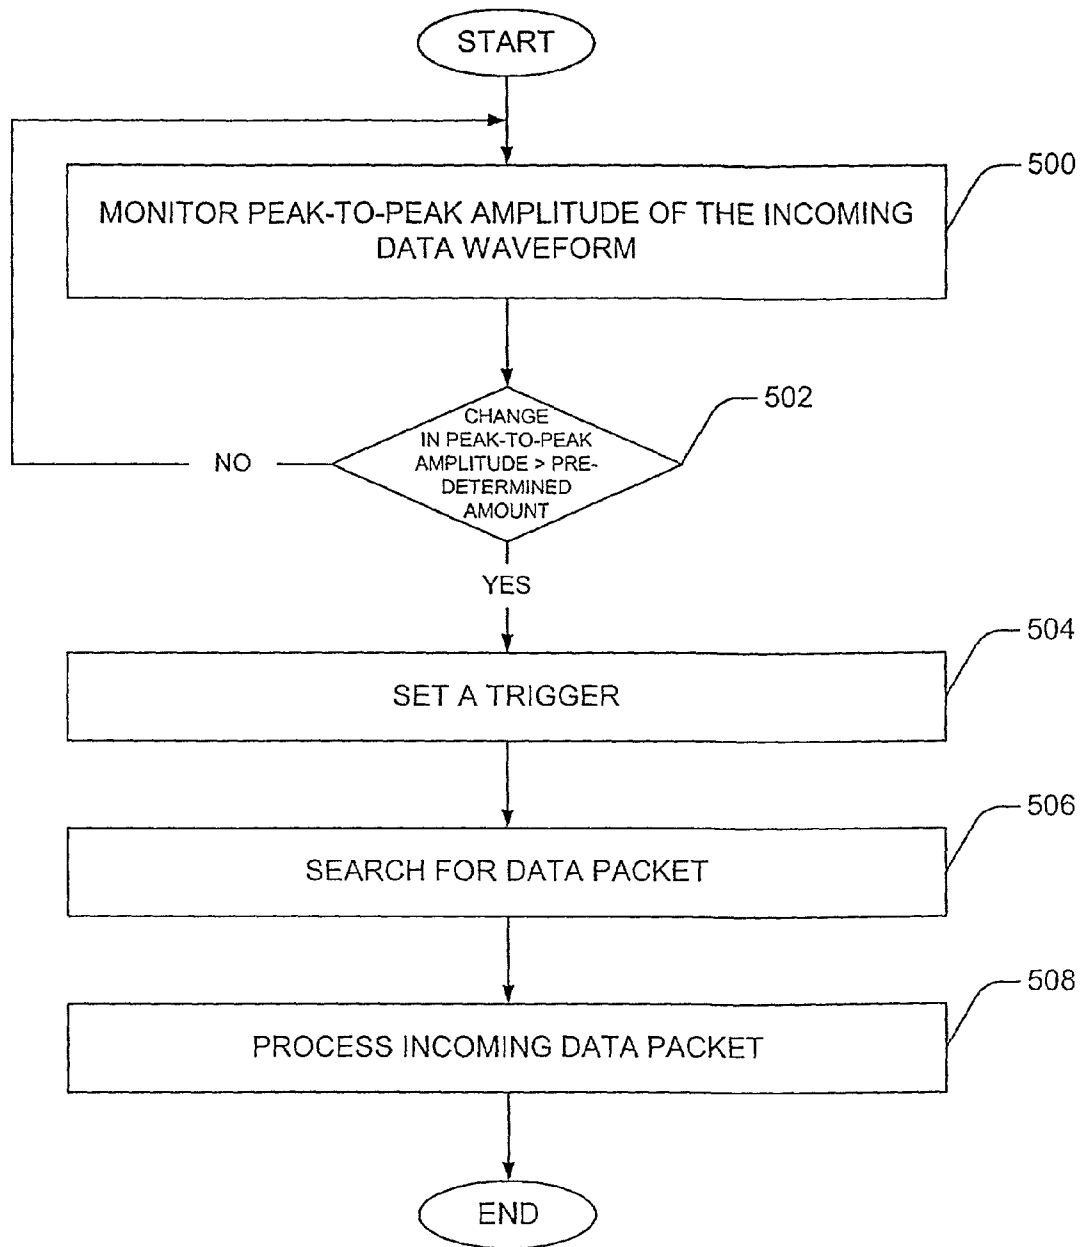 START
500
MONITOR PEAK-TO-PEAK AMPLITUDE OF THE INCOMING
DATA WAVEFORM
502
CHANGE
IN PEAK-TO-PEAK
AMPLITUDE > PRE-
DETERMINED
AMOUNT
NO
YES
504
SET A TRIGGER
506
SEARCH FOR DATA PACKET
508
PROCESS INCOMING DATA PACKET
END